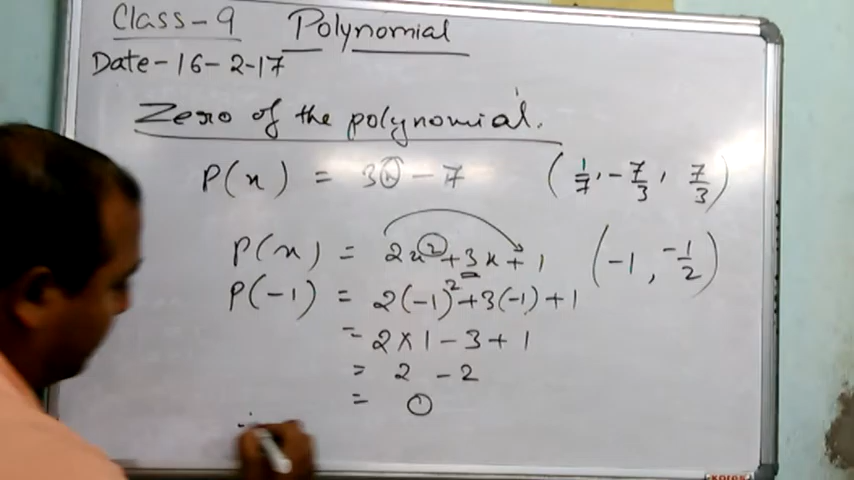 Class-9 Polynomial
Date-16-2-17
Zero of the polynomial.
P(x) = 3x - 7 (1/7, -7/3, 7/3)
P(x) = 2x² + 3x + 1 (-1, -1/2)
P(-1) = 2(-1)² + 3(-1) + 1
= 2 × 1 - 3 + 1
= 2 - 2
= 0